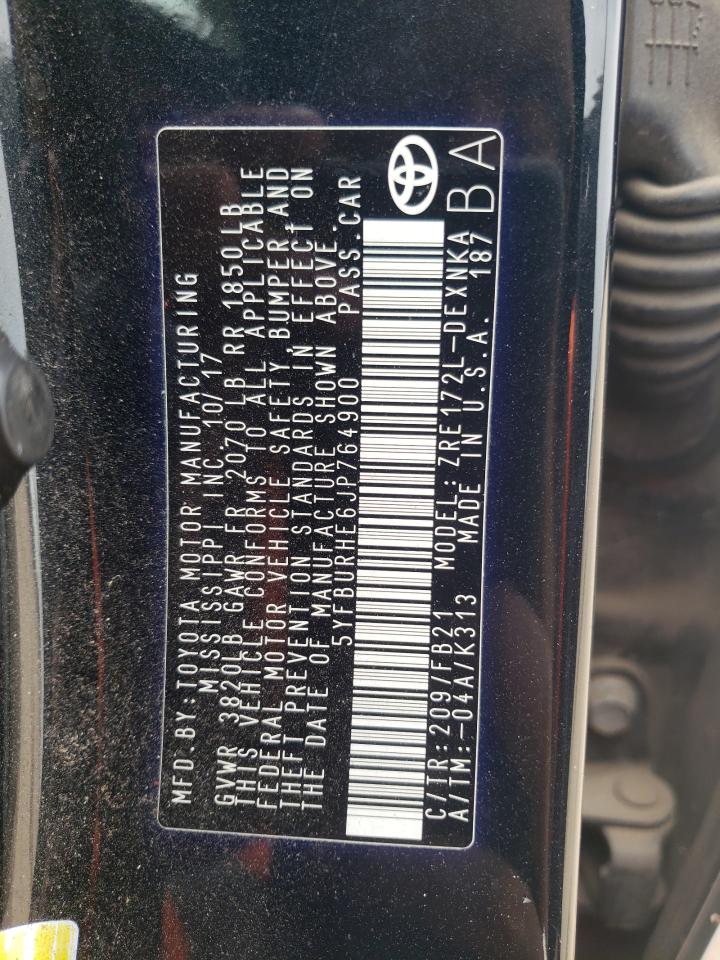 MFD.BY:TOYOTA MOTOR MANUFACTURING
MISSISSIPPI INC. 10/17
GVWR 3820LB GAWR FR 2070 LB RR 1850LB
THIS VEHICLE CONFORMS TO ALL APPLICABLE
FEDERAL MOTOR VEHICLE SAFETY, BUMPER, AND
THEFT PREVENTION STANDARDS IN EFFECT ON
THE DATE OF MANUFACTURE SHOWN ABOVE.
5YFBURHE6JP764900 PASS.CAR
C/TR:209/FB21 MODEL:ZRE172L-DEXNKA
A/TM:-04A/K313 MADE IN U.S.A. 187
BA